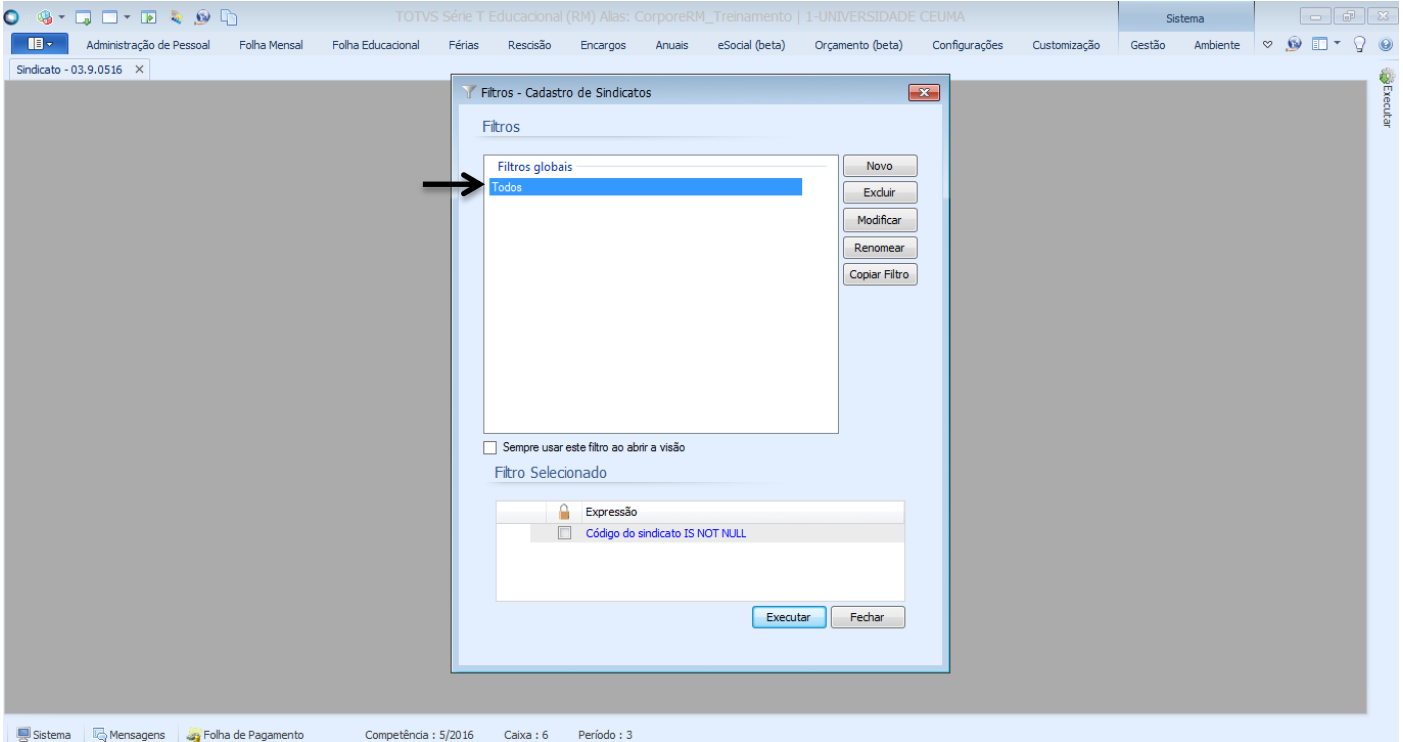 TOTVS Série T Educacional (RM) Alias: CorporeRM_Treinamento | 1-UNIVERSIDADE CEUMA
Sistema
Administração de Pessoal Folha Mensal Folha Educacional Férias Rescisão Encargos Anuais eSocial (beta) Orçamento (beta) Configurações Customização Gestão Ambiente
Sindicato - 03.9.0516
Executar
Filtros - Cadastro de Sindicatos
Filtros
Filtros globais
Todos
Novo
Excluir
Modificar
Renomear
Copiar Filtro
Sempre usar este filtro ao abrir a visão
Filtro Selecionado
Expressão
Código do sindicato IS NOT NULL
Executar Fechar
Sistema Mensagens Folha de Pagamento Competência : 5/2016 Caixa : 6 Período : 3